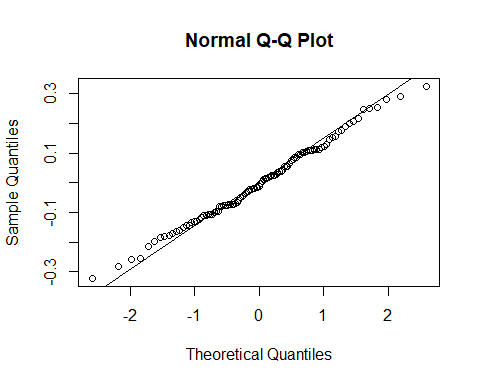 Normal Q-Q Plot
Sample Quantiles
0.3
0.1
-0.1
-0.3
-2 -1 0 1 2
Theoretical Quantiles